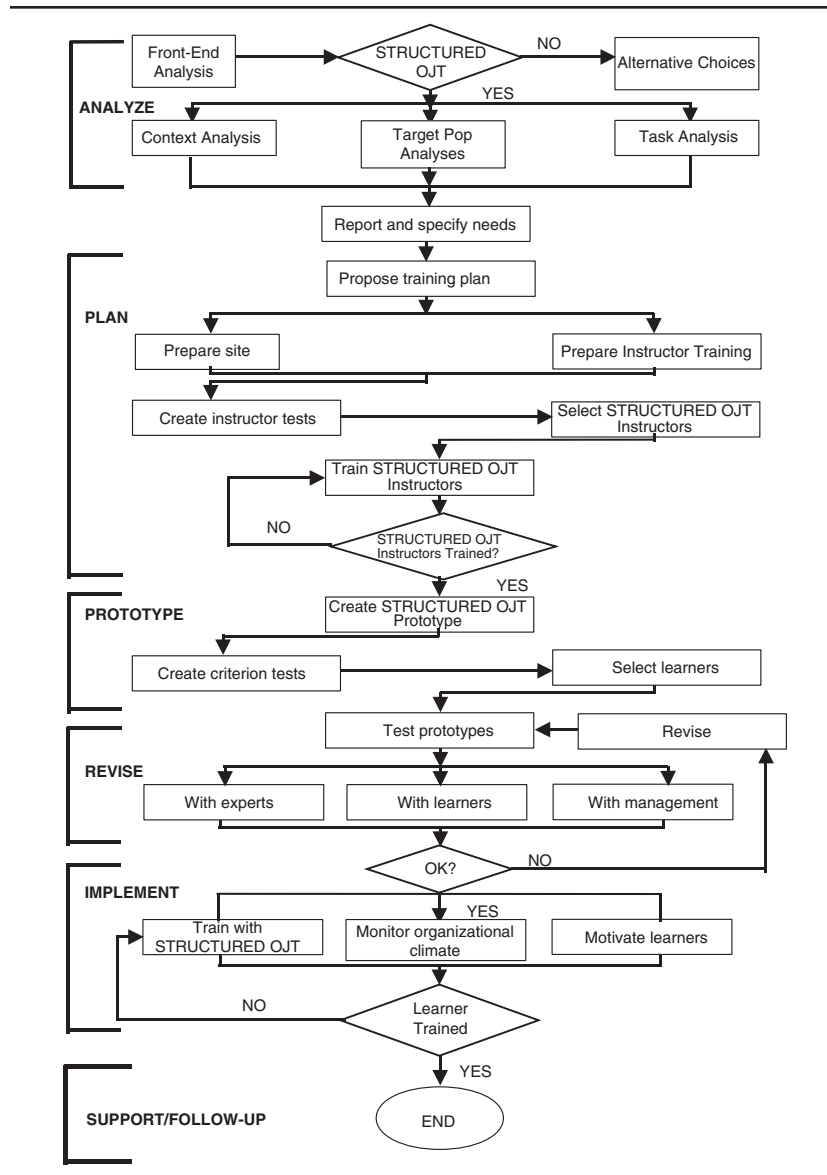 Front-End
Analysis
STRUCTURED
OJT
NO
Alternative Choices
YES
ANALYZE
Context Analysis
Target Pop
Analyses
Task Analysis
Report and specify needs
Propose training plan
PLAN
Prepare site
Prepare Instructor Training
Create instructor tests
Select STRUCTURED OJT
Instructors
Train STRUCTURED OJT
Instructors
NO
STRUCTURED OJT
Instructors Trained?
YES
PROTOTYPE
Create STRUCTURED OJT
Prototype
Create criterion tests
Select learners
Test prototypes
Revise
REVISE
With experts
With learners
With management
OK?
NO
IMPLEMENT
YES
Train with
STRUCTURED OJT
Monitor organizational
climate
Motivate learners
NO
Learner
Trained
YES
SUPPORT/FOLLOW-UP
END